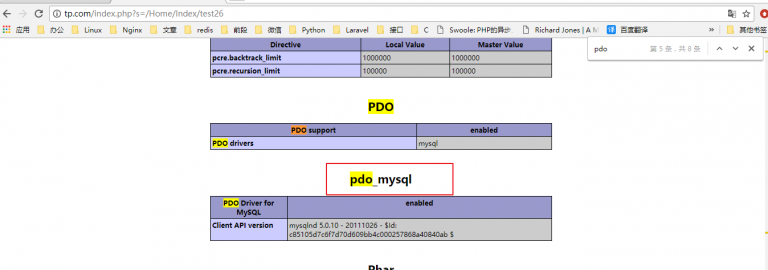 tp.com/index.php?s=/Home/Index/test26
应用 办公 Linux Nginx 文章 redis 前段 微信 Python Laravel 接口 C Swoole: PHP的异步 Richard Jones | A M 译 百度翻译 » 其他书签
pdo 第 5 条，共 8 条
Directive Local Value Master Value
pcre.backtrack_limit 1000000 1000000
pcre.recursion_limit 100000 100000
PDO
PDO support enabled
PDO drivers mysql
pdo_mysql
PDO Driver for enabled
MySQL
Client API version mysqlnd 5.0.10 - 20111026 - $Id:
c85105d7c6f7d70d609bb4c000257868a40840ab $
Phar